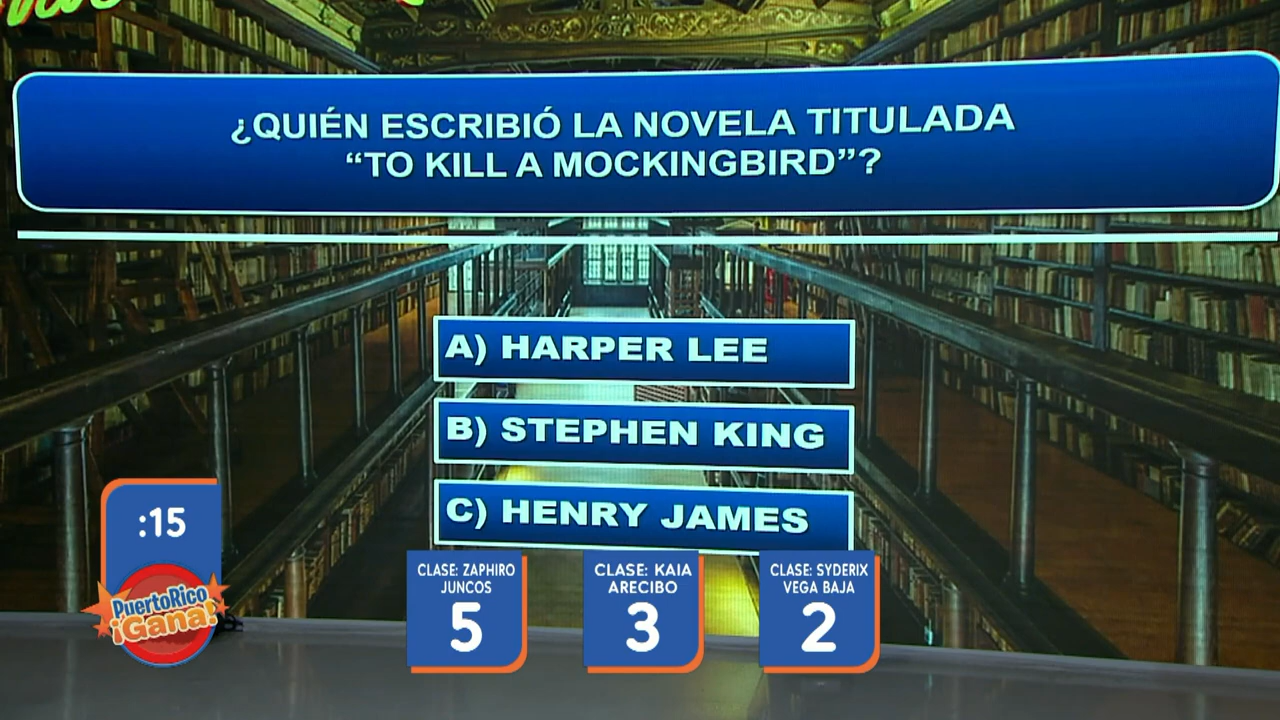 ¿QUIÉN ESCRIBIÓ LA NOVELA TITULADA
“TO KILL A MOCKINGBIRD”?
A) HARPER LEE
B) STEPHEN KING
C) HENRY JAMES
:15
PuertoRico
¡Gana!
CLASE: ZAPHIRO
JUNCOS
5
CLASE: KAIA
ARECIBO
3
CLASE: SYDERIX
VEGA BAJA
2